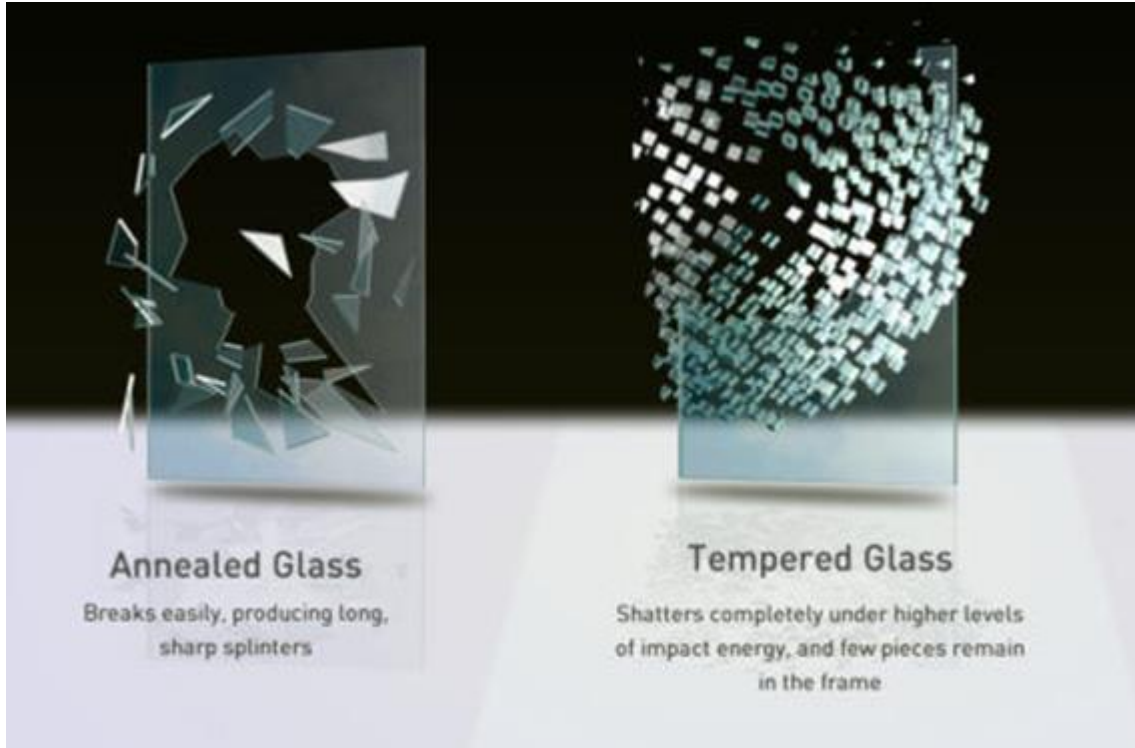 Annealed Glass
Breaks easily, producing long,
sharp splinters
Tempered Glass
Shatters completely under higher levels
of impact energy, and few pieces remain
in the frame